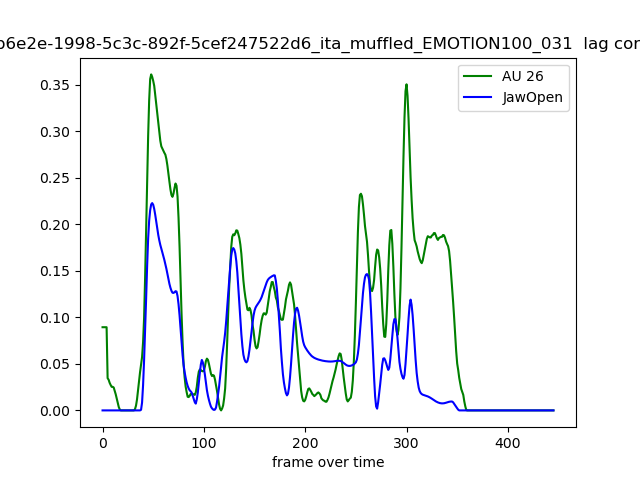 b6e2e-1998-5c3c-892f-5cef247522d6_ita_muffled_EMOTION100_031 lag cor
AU 26
JawOpen
0.35
0.30
0.25
0.20
0.15
0.10
0.05
0.00
0 100 200 300 400
frame over time